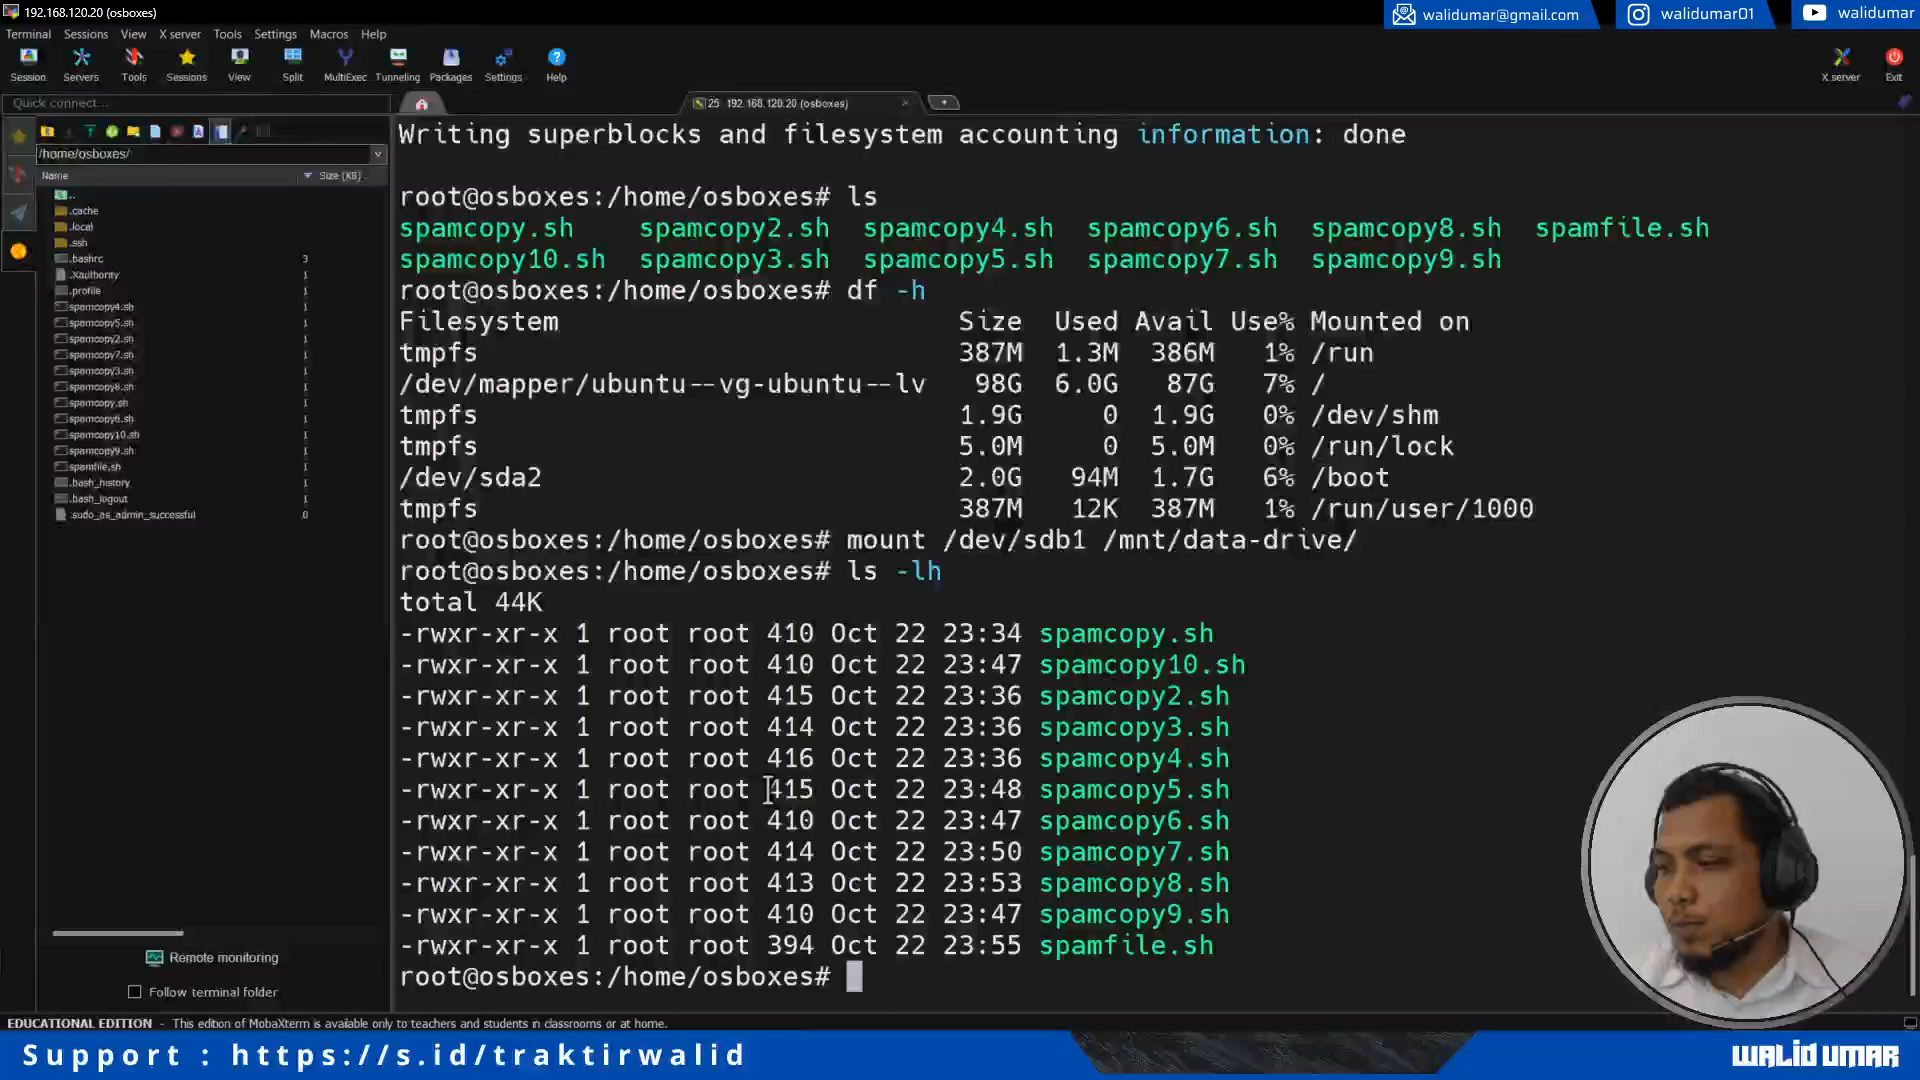 192.168.120.20 (osboxes)
walidumar@gmail.com
walidumar01
walidumar
Terminal Sessions View X server Tools Settings Macros Help
Session Servers Tools Sessions View Split MultiExec Tunneling Packages Settings Help
X server Exit
Quick connect...
25 192.168.120.20 (osboxes)
/home/osboxes/
Name Size (KB)
..
.cache
.local
.ssh
.bashrc 3
.Xauthority 1
.profile 1
spamcopy4.sh 1
spamcopy5.sh 1
spamcopy2.sh 1
spamcopy7.sh 1
spamcopy3.sh 1
spamcopy8.sh 1
spamcopy.sh 1
spamcopy6.sh 1
spamcopy10.sh 1
spamcopy9.sh 1
spamfile.sh 1
.bash_history 1
.bash_logout 1
.sudo_as_admin_successful 0
Remote monitoring
Follow terminal folder
Writing superblocks and filesystem accounting information: done
root@osboxes:/home/osboxes# ls
spamcopy.sh spamcopy2.sh spamcopy4.sh spamcopy6.sh spamcopy8.sh spamfile.sh
spamcopy10.sh spamcopy3.sh spamcopy5.sh spamcopy7.sh spamcopy9.sh
root@osboxes:/home/osboxes# df -h
Filesystem Size Used Avail Use% Mounted on
tmpfs 387M 1.3M 386M 1% /run
/dev/mapper/ubuntu--vg-ubuntu--lv 98G 6.0G 87G 7% /
tmpfs 1.9G 0 1.9G 0% /dev/shm
tmpfs 5.0M 0 5.0M 0% /run/lock
/dev/sda2 2.0G 94M 1.7G 6% /boot
tmpfs 387M 12K 387M 1% /run/user/1000
root@osboxes:/home/osboxes# mount /dev/sdb1 /mnt/data-drive/
root@osboxes:/home/osboxes# ls -lh
total 44K
-rwxr-xr-x 1 root root 410 Oct 22 23:34 spamcopy.sh
-rwxr-xr-x 1 root root 410 Oct 22 23:47 spamcopy10.sh
-rwxr-xr-x 1 root root 415 Oct 22 23:36 spamcopy2.sh
-rwxr-xr-x 1 root root 414 Oct 22 23:36 spamcopy3.sh
-rwxr-xr-x 1 root root 416 Oct 22 23:36 spamcopy4.sh
-rwxr-xr-x 1 root root 415 Oct 22 23:48 spamcopy5.sh
-rwxr-xr-x 1 root root 410 Oct 22 23:47 spamcopy6.sh
-rwxr-xr-x 1 root root 414 Oct 22 23:50 spamcopy7.sh
-rwxr-xr-x 1 root root 413 Oct 22 23:53 spamcopy8.sh
-rwxr-xr-x 1 root root 410 Oct 22 23:47 spamcopy9.sh
-rwxr-xr-x 1 root root 394 Oct 22 23:55 spamfile.sh
root@osboxes:/home/osboxes#
EDUCATIONAL EDITION - This edition of MobaXterm is available only to teachers and students in classrooms or at home.
Support : https://s.id/traktirwalid
WALID UMAR